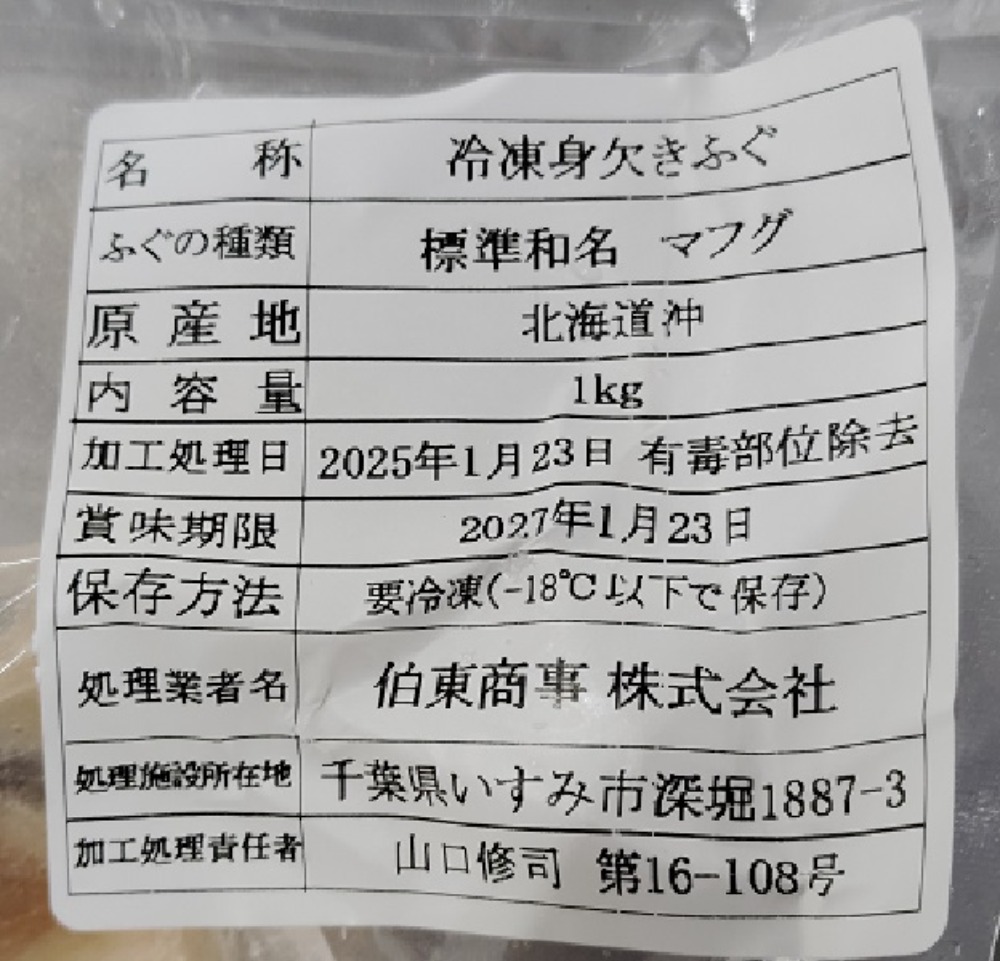 名称 冷凍身欠きふぐ
ふぐの種類 標準和名 マフグ
原産地 北海道沖
内容量 1kg
加工処理日 2025年1月23日 有毒部位除去
賞味期限 2027年1月23日
保存方法 要冷凍(-18℃以下で保存)
処理業者名 伯東商事 株式会社
処理施設所在地 千葉県いすみ市深堀1887-3
加工処理責任者 山口修司 第16-108号